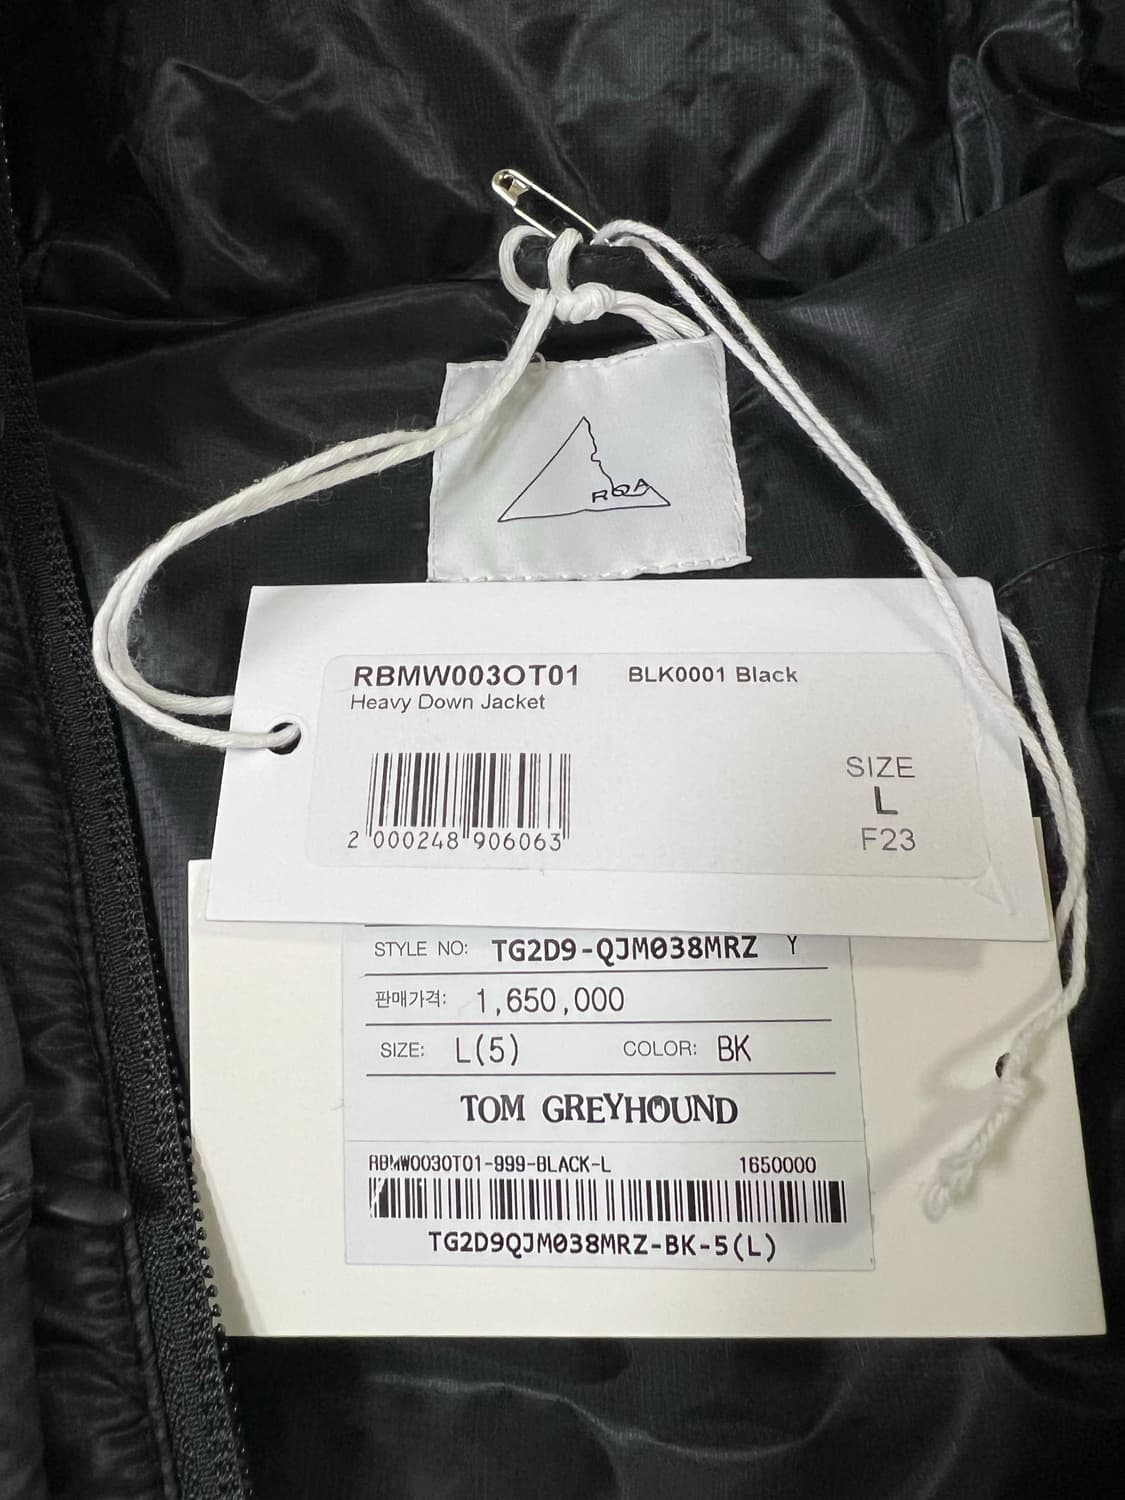 ROA
RBMW003OT01 BLK0001 Black
Heavy Down Jacket
SIZE
L
F23
2 000248 906063
STYLE NO: TG2D9-QJM038MRZ Y
판매가격: 1,650,000
SIZE: L(5) COLOR: BK
TOM GREYHOUND
RBMW003OT01-999-BLACK-L 1650000
TG2D9QJM038MRZ-BK-5(L)